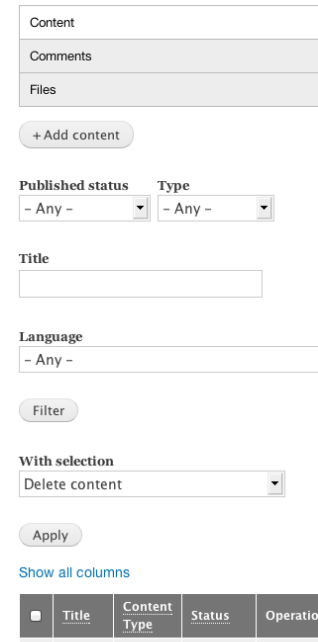 Content
Comments
Files
+ Add content
Published status Type
– Any – – Any –
Title
Language
– Any –
Filter
With selection
Delete content
Apply
Show all columns
Title Content Type Status Operatio